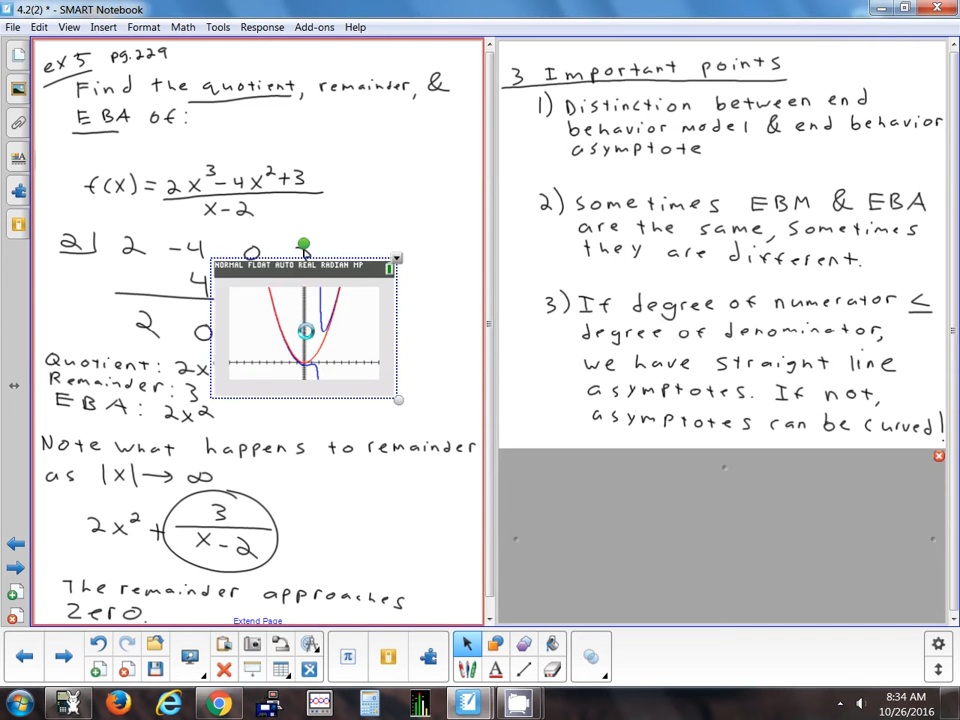 4.2(2) * - SMART Notebook
File Edit View Insert Format Math Tools Response Add-ons Help
ex 5 pg.229
Find the quotient, remainder, &
EBA of:
f(x) = 2x³-4x²+3
x-2
2| 2 -4 0
4
2 0
Quotient: 2x
Remainder: 3
EBA: 2x²
NORMAL FLOAT AUTO REAL RADIAN MP
Note what happens to remainder
as |x| → ∞
2x² + 3
x-2
The remainder approaches
zero.
Extend Page
3 Important points
1) Distinction between end
behavior model & end behavior
asymptote
2) Sometimes EBM & EBA
are the same, Sometimes
they are different.
3) If degree of numerator ≤
degree of denominator,
we have straight line
asymptotes. If not,
asymptotes can be curved!
8:34 AM
10/26/2016